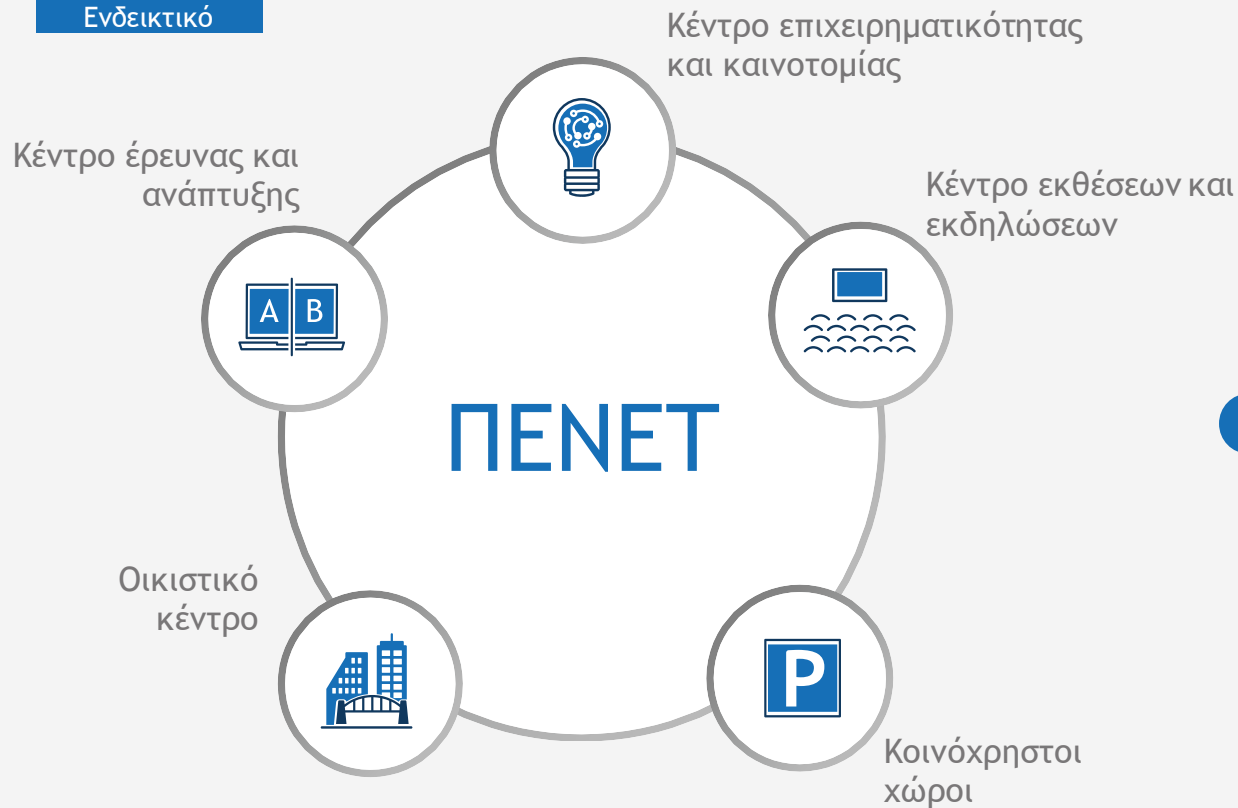 Ενδεικτικό
Κέντρο επιχειρηματικότητας
και καινοτομίας
Κέντρο έρευνας και
ανάπτυξης
Κέντρο εκθέσεων και
εκδηλώσεων
A B
ΠΕΝΕΤ
Οικιστικό
κέντρο
P
Κοινόχρηστοι
χώροι